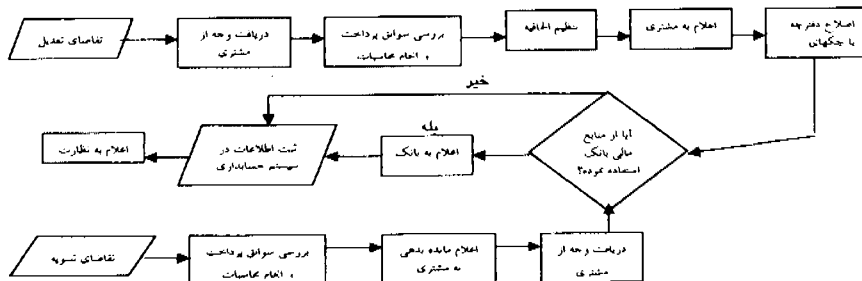 تقاضای تعدیل
دریافت وجه از
مشتری
بررسی سوابق پرداخت
و انجام محاسبات
تنظیم الحاقیه
اعلام به مشتری
اصلاح دفترچه
یا چکهای
خیر
آیا از منابع
مالی بانک
استفاده نموده؟
بله
اعلام به بانک
ثبت اطلاعات در
سیستم حسابداری
اعلام به نظارت
تقاضای تسویه
بررسی سوابق پرداخت
و انجام محاسبات
اعلام مانده بدهی
به مشتری
دریافت وجه از
مشتری